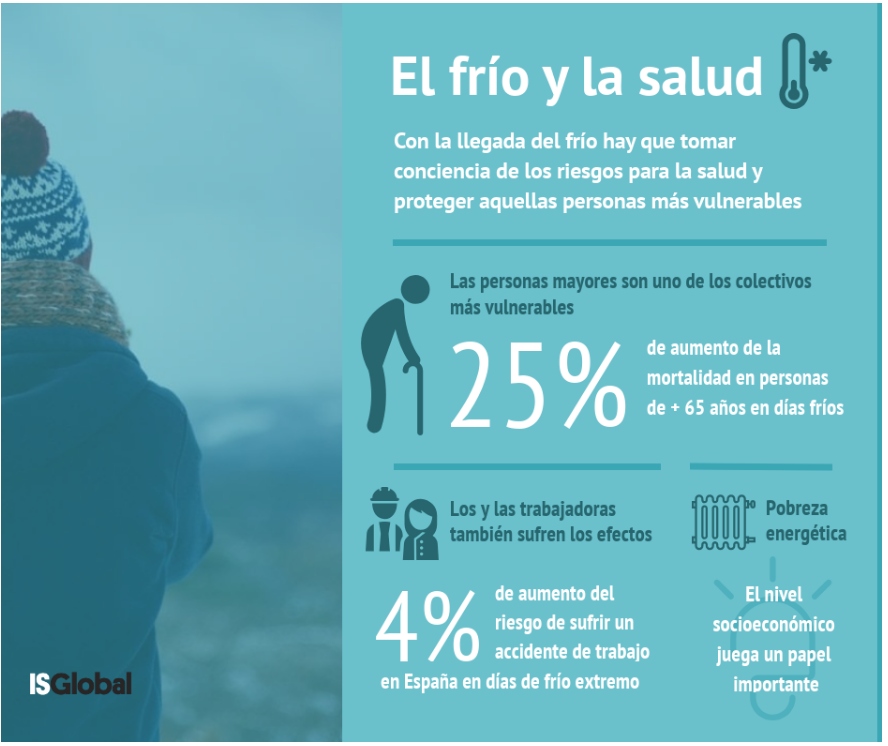 El frío y la salud
Con la llegada del frío hay que tomar
conciencia de los riesgos para la salud y
proteger aquellas personas más vulnerables
Las personas mayores son uno de los colectivos
más vulnerables
25%
de aumento de la
mortalidad en personas
de + 65 años en días fríos
Los y las trabajadoras
también sufren los efectos
4%
de aumento del
riesgo de sufrir un
accidente de trabajo
en España en días de frío extremo
Pobreza
energética
El nivel
socioeconómico
juega un papel
importante
ISGlobal